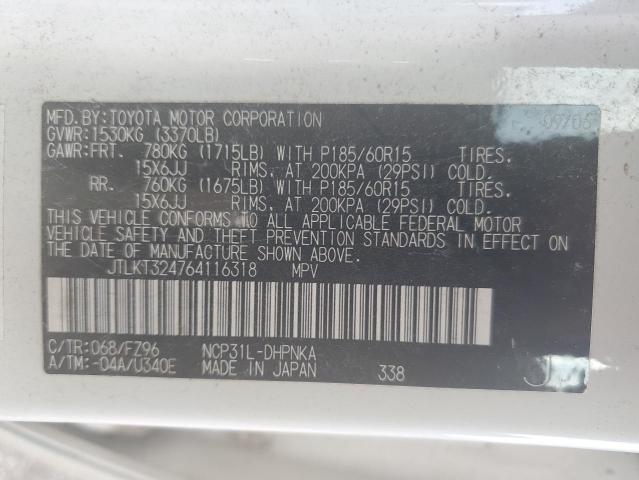 MFD.BY:TOYOTA MOTOR CORPORATION 09/05
GVWR:1530KG (3370LB)
GAWR:FRT. 780KG (1715LB) WITH P185/60R15 TIRES.
15X6JJ RIMS. AT 200KPA (29PSI) COLD.
RR. 760KG (1675LB) WITH P185/60R15 TIRES.
15X6JJ RIMS. AT 200KPA (29PSI) COLD.
THIS VEHICLE CONFORMS TO ALL APPLICABLE FEDERAL MOTOR
VEHICLE SAFETY AND THEFT PREVENTION STANDARDS IN EFFECT ON
THE DATE OF MANUFACTURE SHOWN ABOVE.
JTLKT324764116318 MPV
C/TR:068/FZ96 NCP31L-DHPNKA
A/TM:-04A/U340E MADE IN JAPAN 338